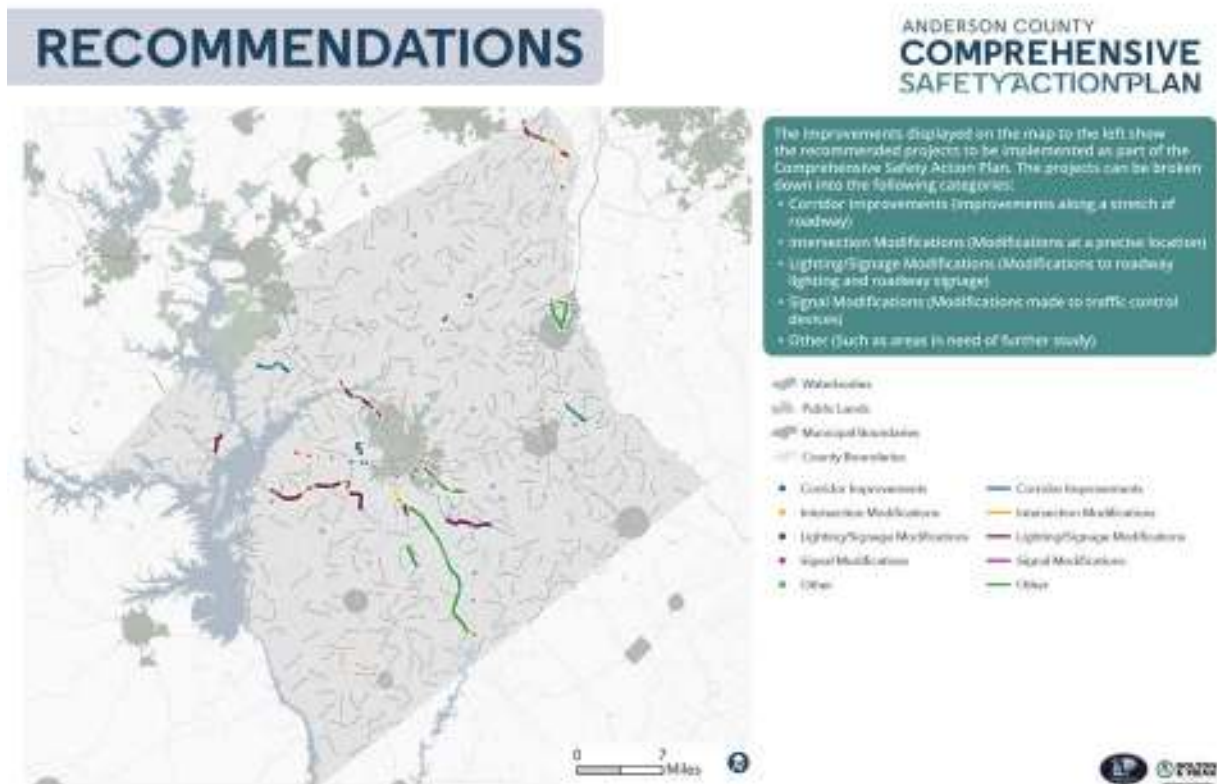 RECOMMENDATIONS
ANDERSON COUNTY
COMPREHENSIVE
SAFETY ACTION PLAN
The Improvements displayed on the map to the left show
the recommended projects to be implemented as part of the
Comprehensive Safety Action Plan. The projects can be broken
down into the following categories:
• Corridor Improvements (Improvements along a stretch of
roadway)
• Intersection Modifications (Modifications at a precise location)
• Lighting/Signage Modifications (Modifications to roadway
lighting and roadway signage)
• Signal Modifications (Modifications made to traffic control
devices)
• Other (Such as areas in need of further study)
Waterbodies
Public Lands
Municipal Boundaries
County Boundaries
Corridor Improvements
Corridor Improvements
Intersection Modifications
Intersection Modifications
Lighting/Signage Modifications
Lighting/Signage Modifications
Signal Modifications
Signal Modifications
Other
Other
0 7
Miles